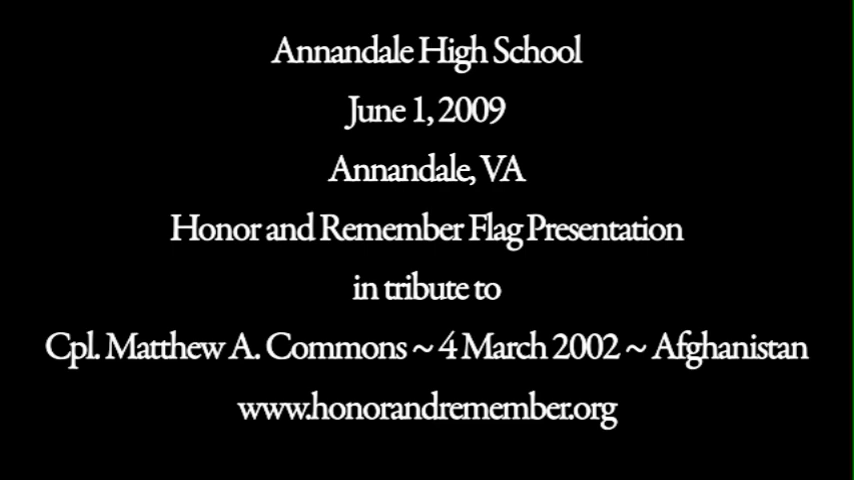 Annandale High School
June 1, 2009
Annandale, VA
Honor and Remember Flag Presentation
in tribute to
Cpl. Matthew A. Commons ~ 4 March 2002 ~ Afghanistan
www.honorandremember.org